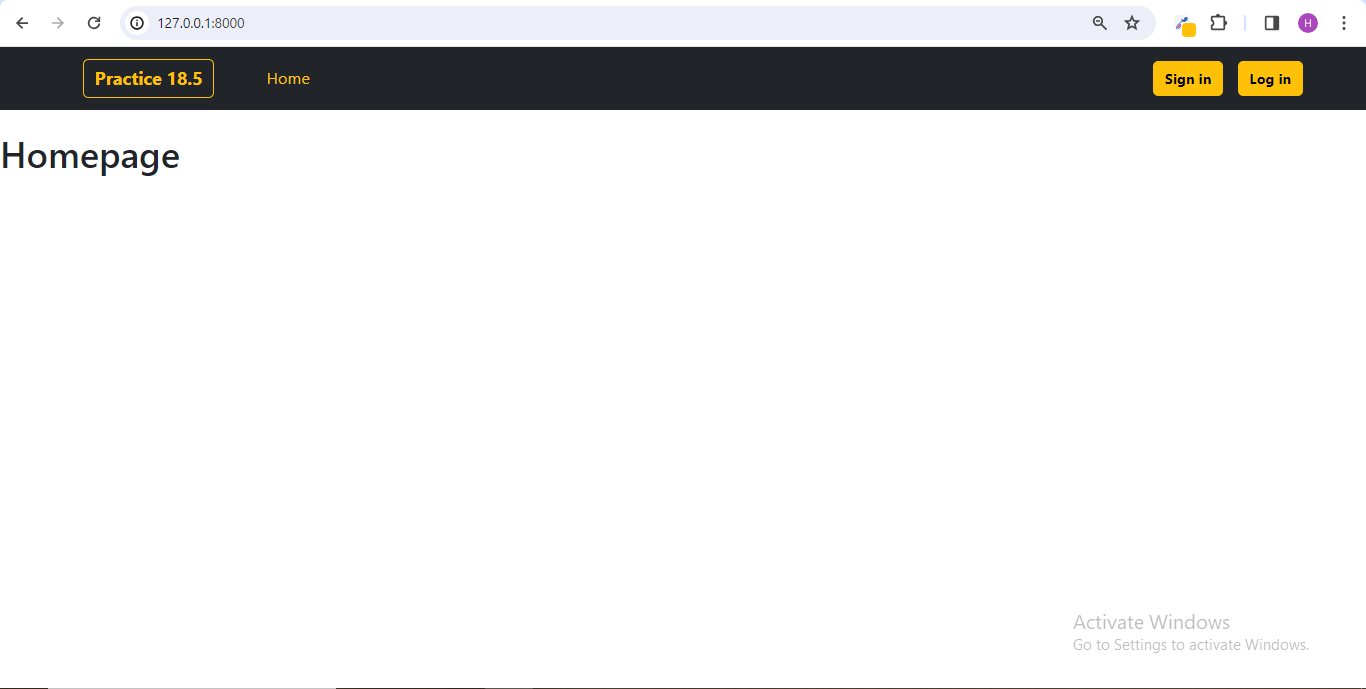 127.0.0.1:8000
H
Practice 18.5 Home Sign in Log in
Homepage
Activate Windows
Go to Settings to activate Windows.